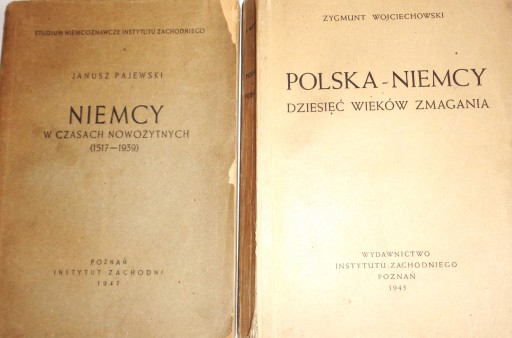 STUDIUM NIEMCOZNAWCZE INSTYTUTU ZACHODNIEGO
JANUSZ PAJEWSKI
NIEMCY
W CZASACH NOWOŻYTNYCH
(1517—1939)
POZNAŃ
INSTYTUT ZACHODNI
1947
ZYGMUNT WOJCIECHOWSKI
POLSKA-NIEMCY
DZIESIĘĆ WIEKÓW ZMAGANIA
WYDAWNICTWO
INSTYTUTU ZACHODNIEGO
POZNAŃ
1945